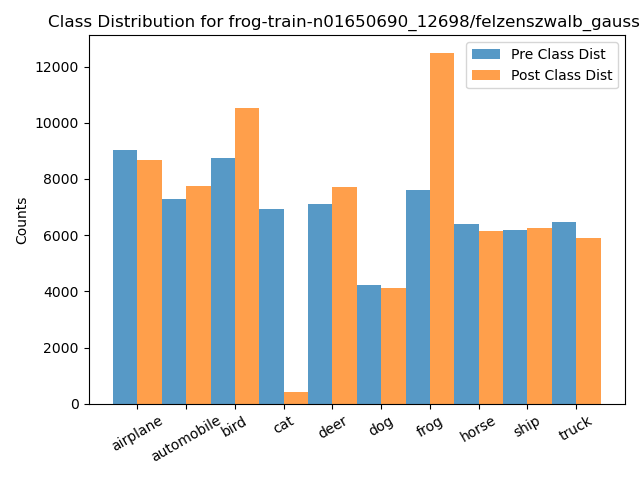 Class Distribution for frog-train-n01650690_12698/felzenszwalb_gauss
Pre Class Dist
Post Class Dist
Counts
12000
10000
8000
6000
4000
2000
0
airplane
automobile
bird
cat
deer
dog
frog
horse
ship
truck